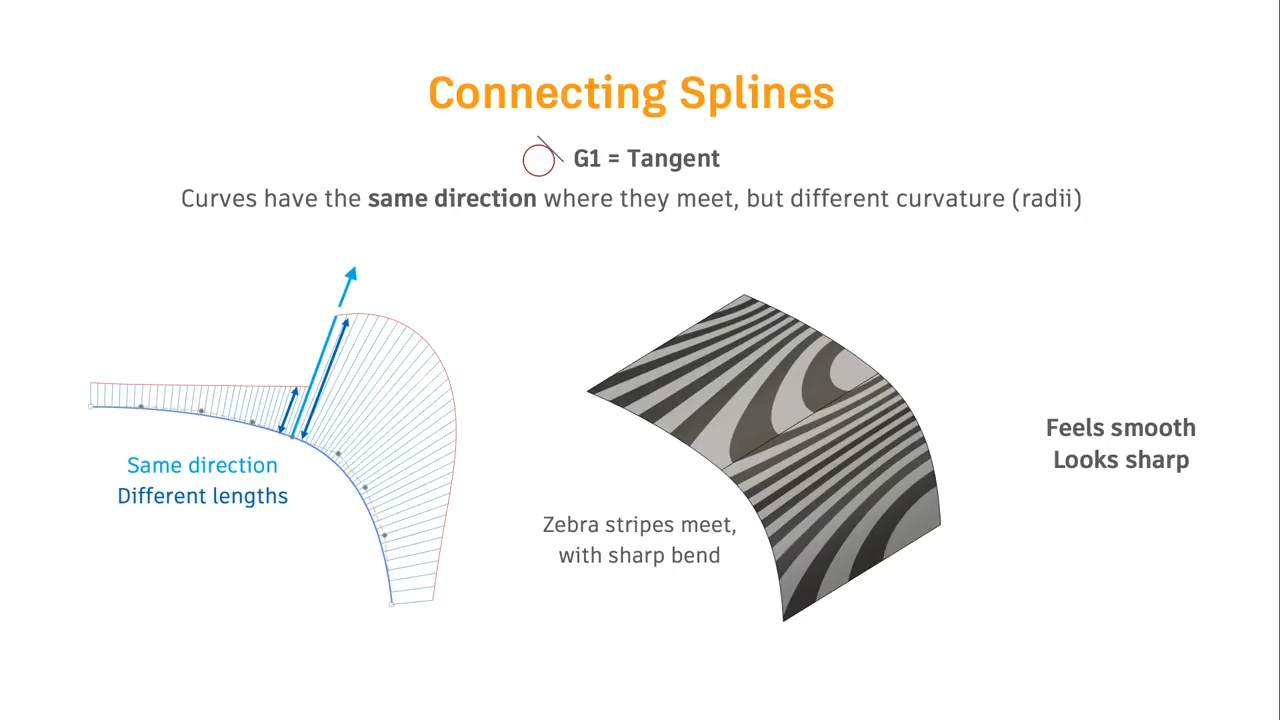 Connecting Splines
G1 = Tangent
Curves have the same direction where they meet, but different curvature (radii)
Same direction
Different lengths
Zebra stripes meet,
with sharp bend
Feels smooth
Looks sharp